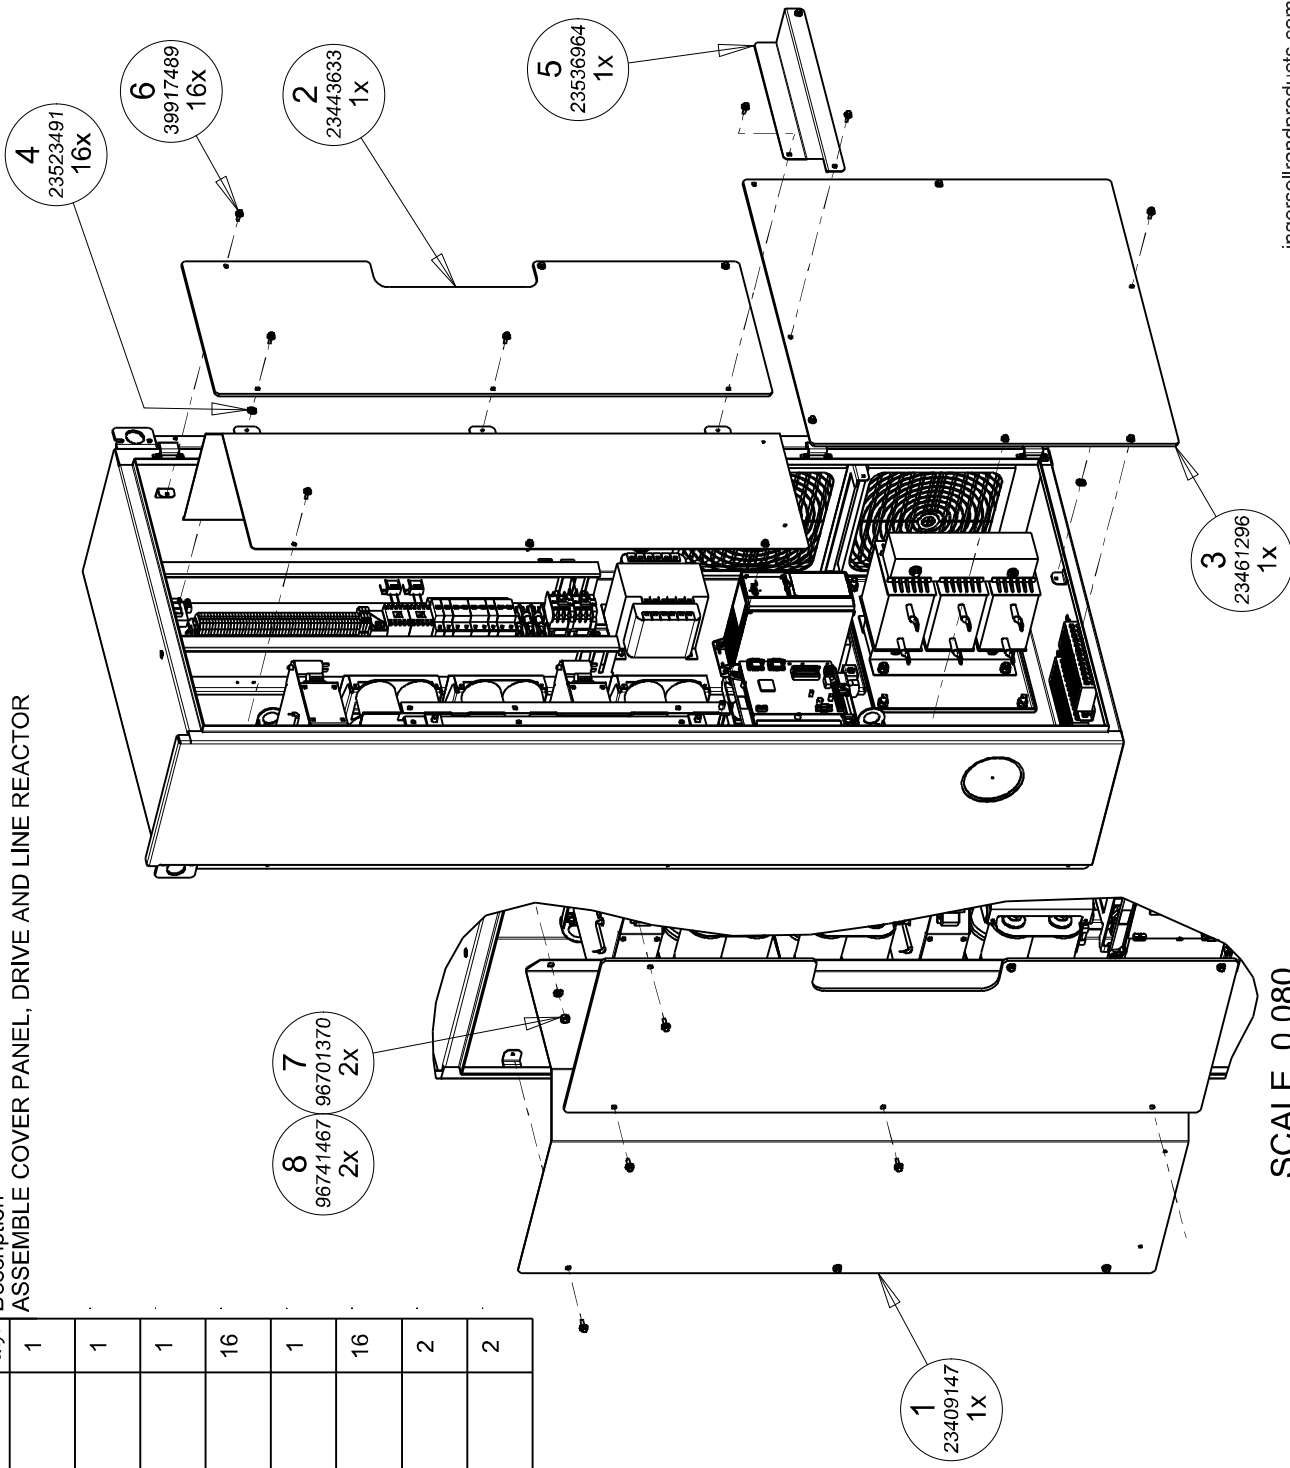 Description
ASSEMBLE COVER PANEL, DRIVE AND LINE REACTOR
1
1
1
16
1
16
2
2
4
23523491
16x
6
39917489
16x
2
23443633
1x
5
23536964
1x
3
23461296
1x
7
96701370
2x
8
96741467
2x
1
23409147
1x
SCALE 0.080
ingersollrandproducts.com